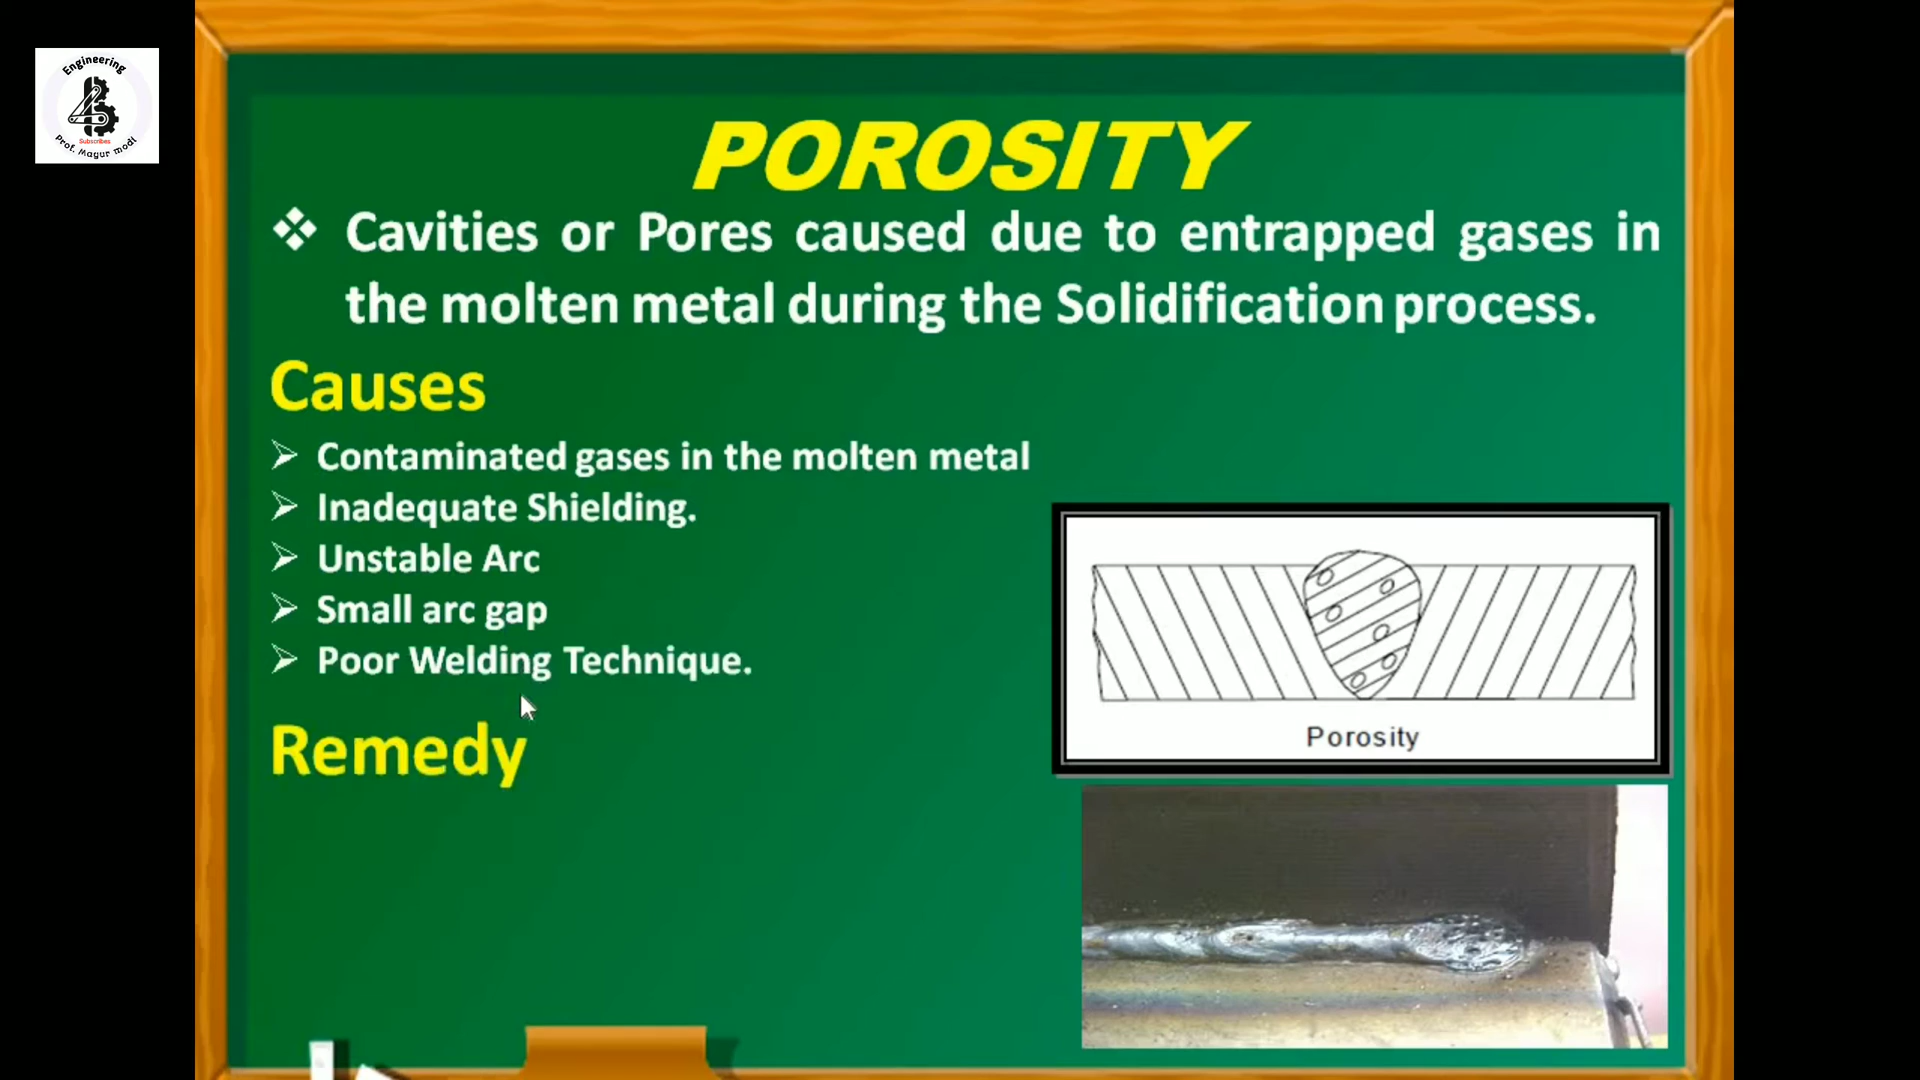 Engineering
Subscribes
Prof. Mayur modi
POROSITY
Cavities or Pores caused due to entrapped gases in
the molten metal during the Solidification process.
Causes
Contaminated gases in the molten metal
Inadequate Shielding.
Unstable Arc
Small arc gap
Poor Welding Technique.
Remedy
Porosity